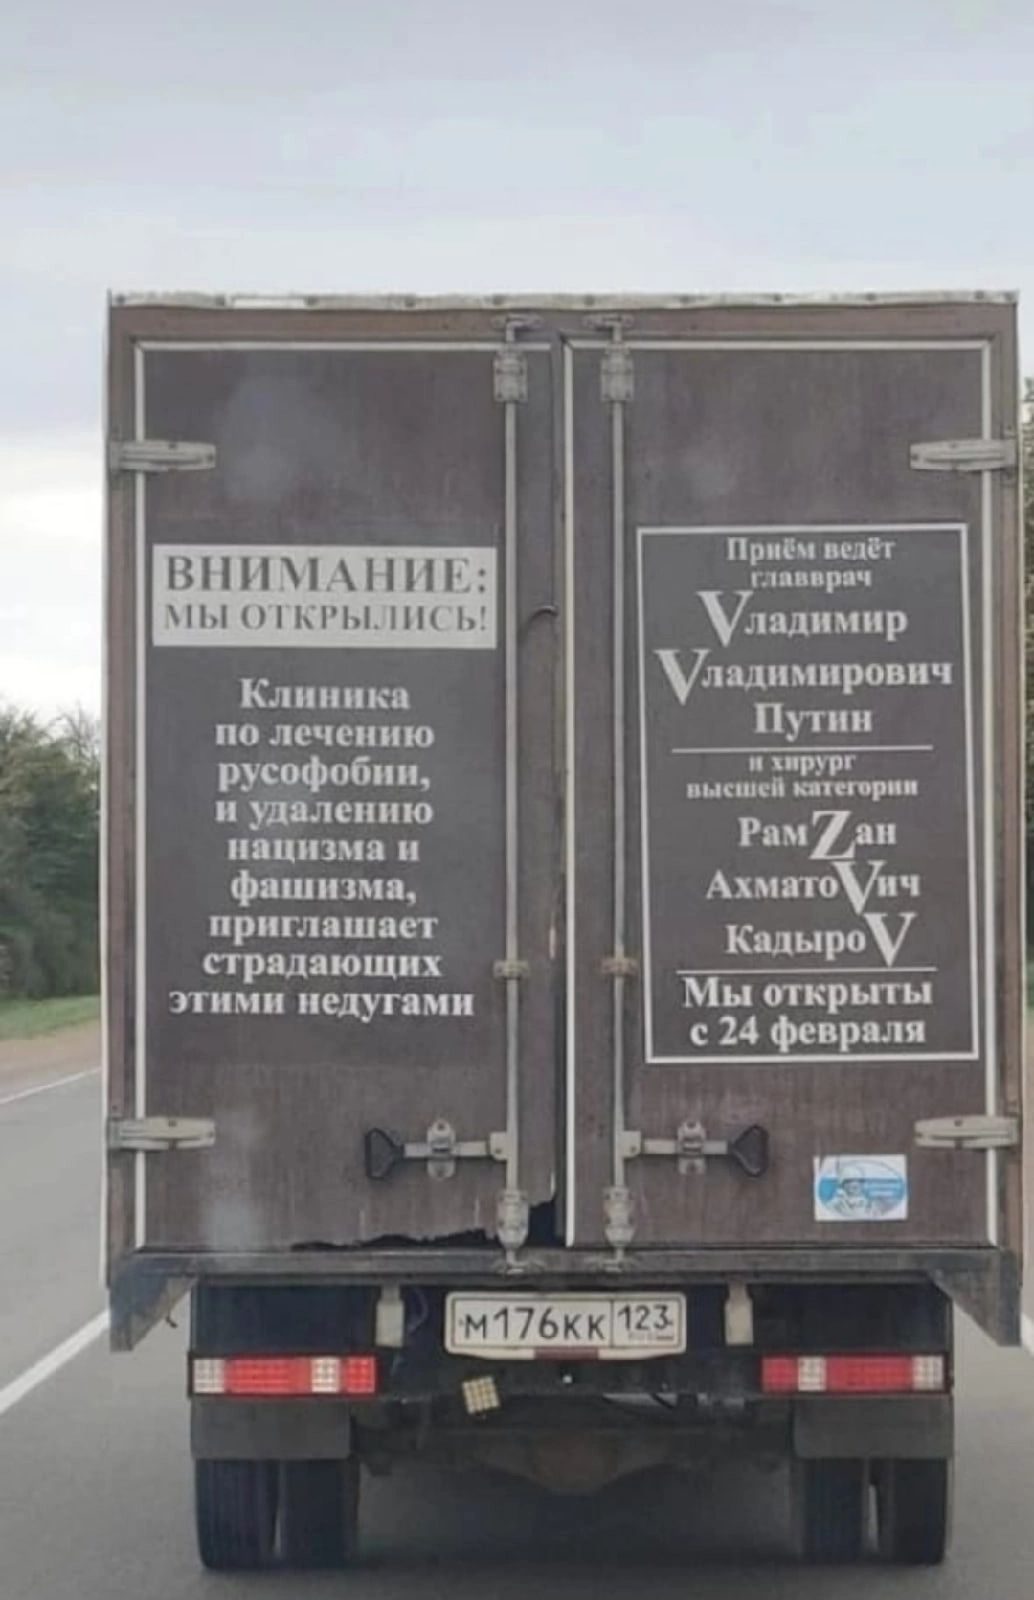 ВНИМАНИЕ:
МЫ ОТКРЫЛИСЬ!
Клиника
по лечению
русофобии,
и удалению
нацизма и
фашизма,
приглашает
страдающих
этими недугами
Приём ведёт
главврач
Vладимир
Vладимирович
Путин
и хирург
высшей категории
РамZан
АхматоVич
КадыроV
Мы открыты
с 24 февраля
М176КК 123